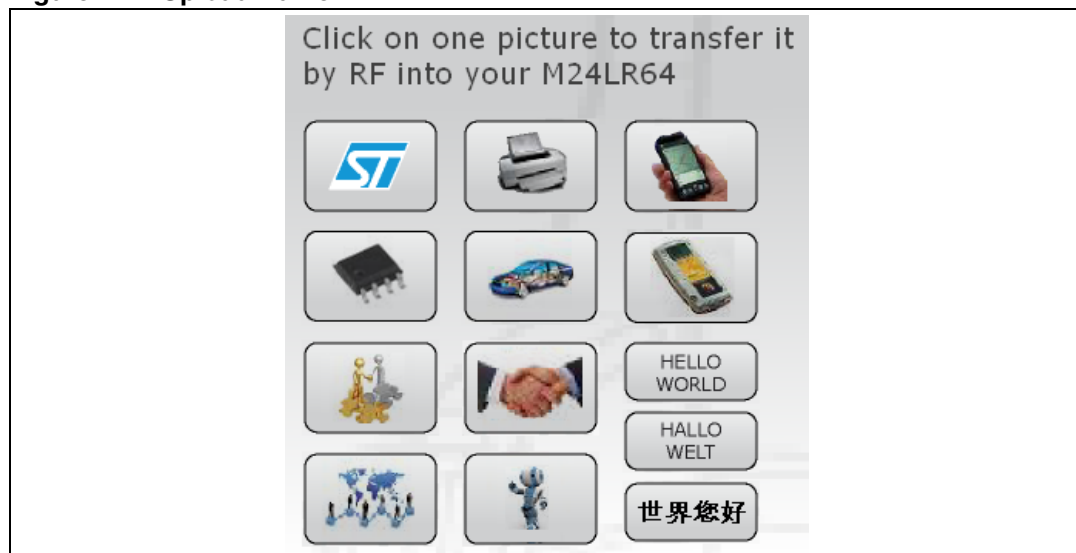 Click on one picture to transfer it
by RF into your M24LR64
ST
HELLO
WORLD
HALLO
WELT
世界您好